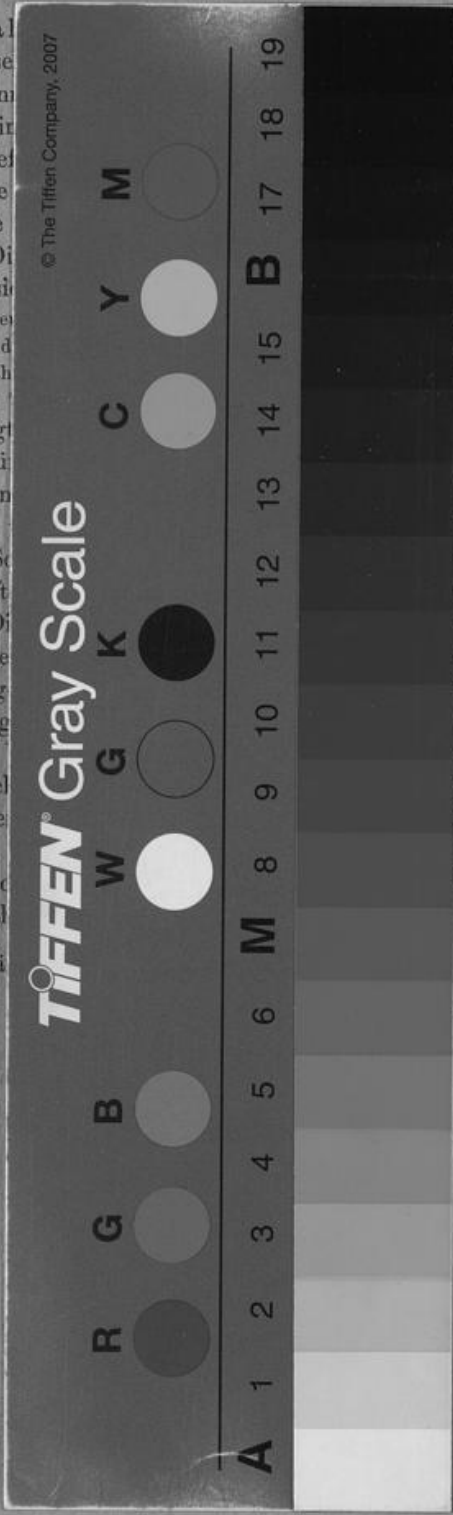 © The Tiffen Company, 2007
TIFFEN® Gray Scale
R G B W G K C Y M
A 1 2 3 4 5 6 M 8 9 10 11 12 13 14 15 B 17 18 19